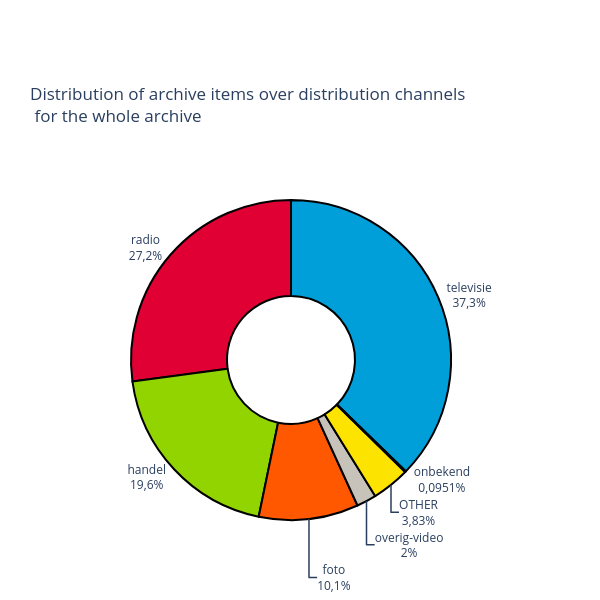 Distribution of archive items over distribution channels
for the whole archive
radio
27,2%
televisie
37,3%
handel
19,6%
onbekend
0,0951%
OTHER
3,83%
overig-video
2%
foto
10,1%